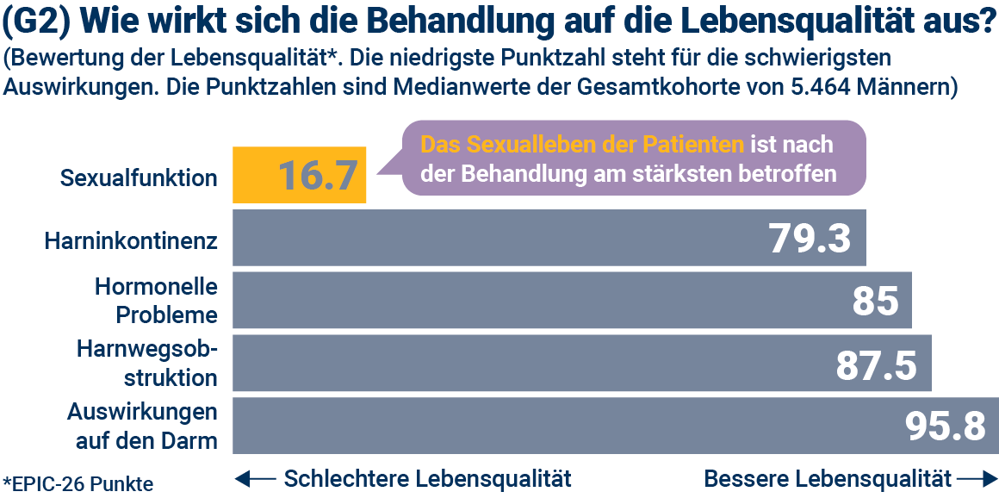 (G2) Wie wirkt sich die Behandlung auf die Lebensqualität aus?
(Bewertung der Lebensqualität*. Die niedrigste Punktzahl steht für die schwierigsten
Auswirkungen. Die Punktzahlen sind Medianwerte der Gesamtkohorte von 5.464 Männern)
Sexualfunktion
16.7
Das Sexualleben der Patienten ist nach
der Behandlung am stärksten betroffen
Harninkontinenz
79.3
Hormonelle
Probleme
85
Harnwegsob-
struktion
87.5
Auswirkungen
auf den Darm
95.8
*EPIC-26 Punkte
Schlechtere Lebensqualität
Bessere Lebensqualität